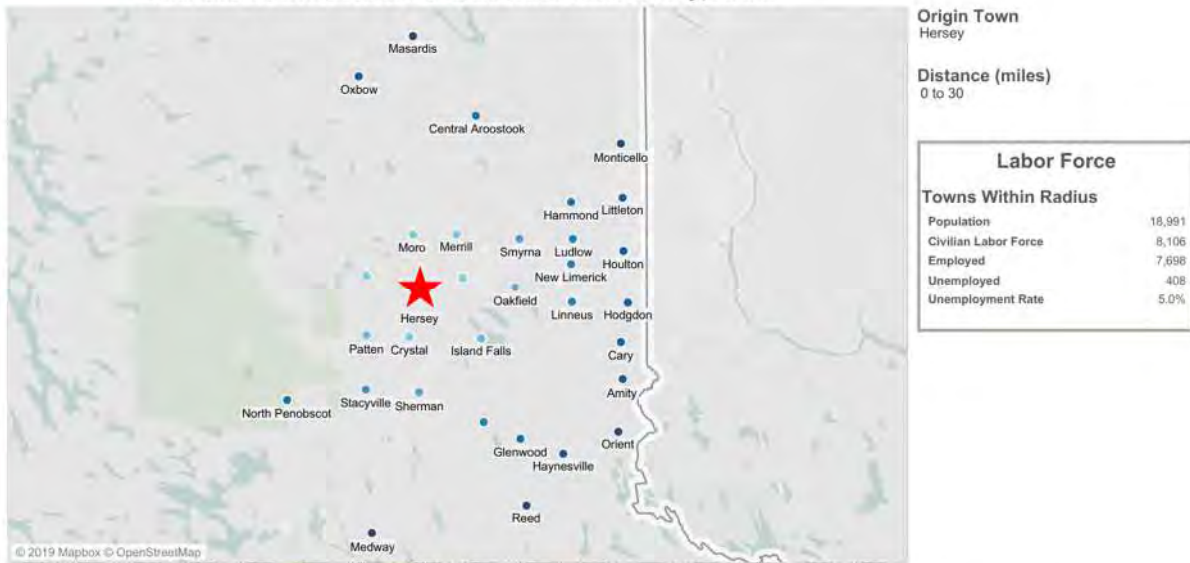 Origin Town
Hersey
Distance (miles)
0 to 30
Masardis
Oxbow
Central Aroostook
Monticello
Hammond
Littleton
Moro
Merrill
Smyrna
Ludlow
Houlton
New Limerick
Oakfield
Linneus
Hodgdon
Hersey
Patten
Crystal
Island Falls
Cary
Amity
Stacyville
Sherman
North Penobscot
Orient
Glenwood
Haynesville
Reed
Medway
© 2019 Mapbox © OpenStreetMap
Labor Force
Towns Within Radius
Population 18,991
Civilian Labor Force 8,106
Employed 7,698
Unemployed 408
Unemployment Rate 5.0%